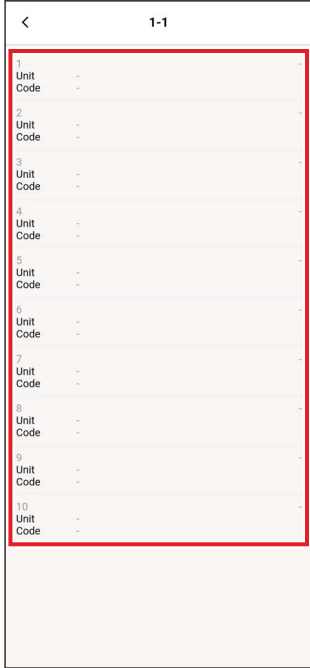 1-1
1 -
Unit -
Code -
2 -
Unit -
Code -
3 -
Unit -
Code -
4 -
Unit -
Code -
5 -
Unit -
Code -
6 -
Unit -
Code -
7 -
Unit -
Code -
8 -
Unit -
Code -
9 -
Unit -
Code -
10 -
Unit -
Code -